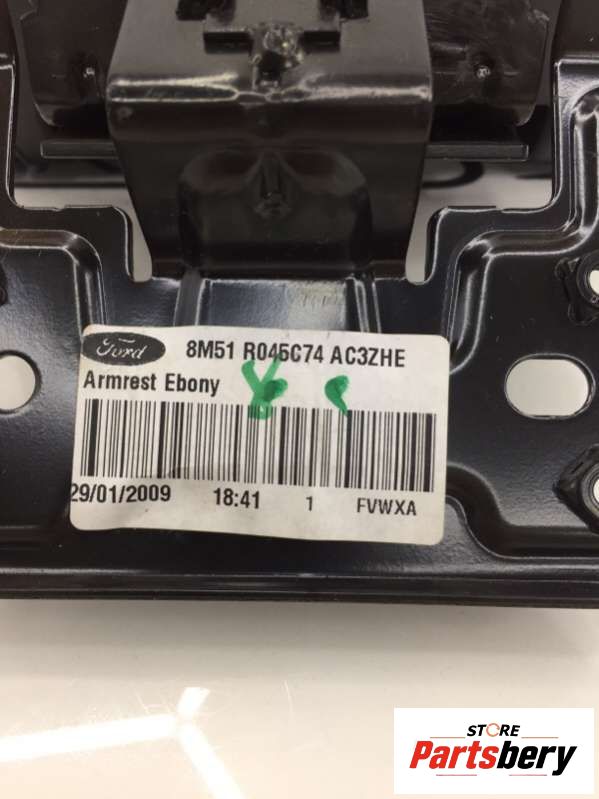 Ford 8M51 R045C74 AC3ZHE
Armrest Ebony
29/01/2009 18:41 1 FVWXA
STORE
Partsbery